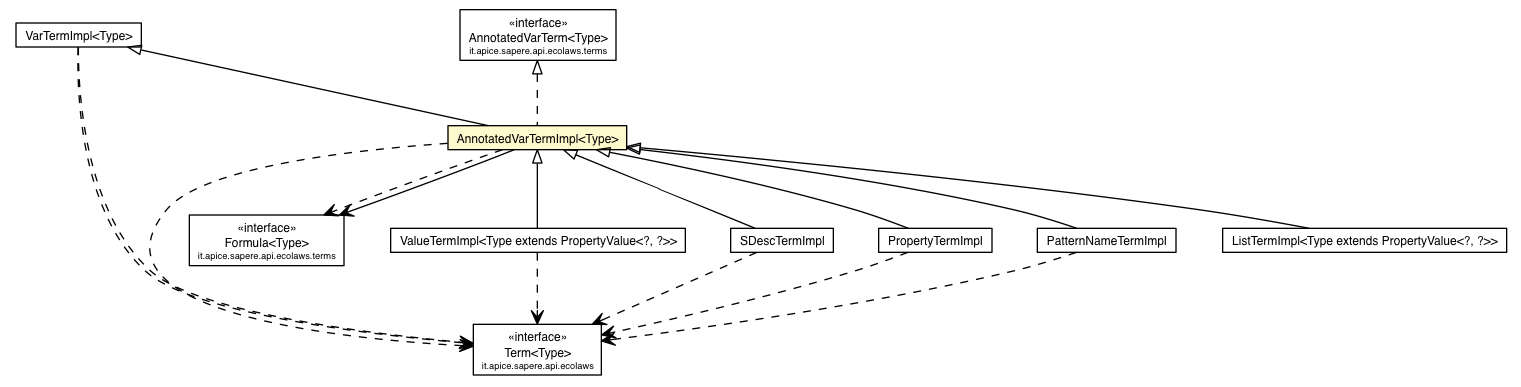 VarTermImpl<Type>
«interface»
AnnotatedVarTerm<Type>
it.apice.sapere.api.ecolaws.terms
AnnotatedVarTermImpl<Type>
«interface»
Formula<Type>
it.apice.sapere.api.ecolaws.terms
ValueTermImpl<Type extends PropertyValue<?, ?>>
SDescTermImpl
PropertyTermImpl
PatternNameTermImpl
ListTermImpl<Type extends PropertyValue<?, ?>>
«interface»
Term<Type>
it.apice.sapere.api.ecolaws